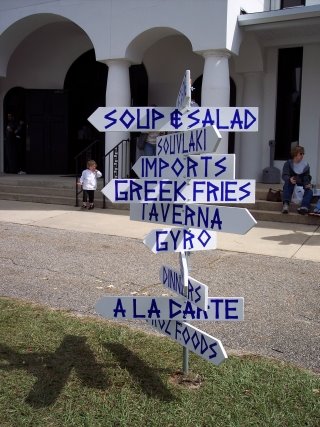 SOUP & SALAD
SOUVLAKI
IMPORTS
GREEK FRIES
TAVERNA
GYRO
DINNERS
A LA CARTE
FOODS